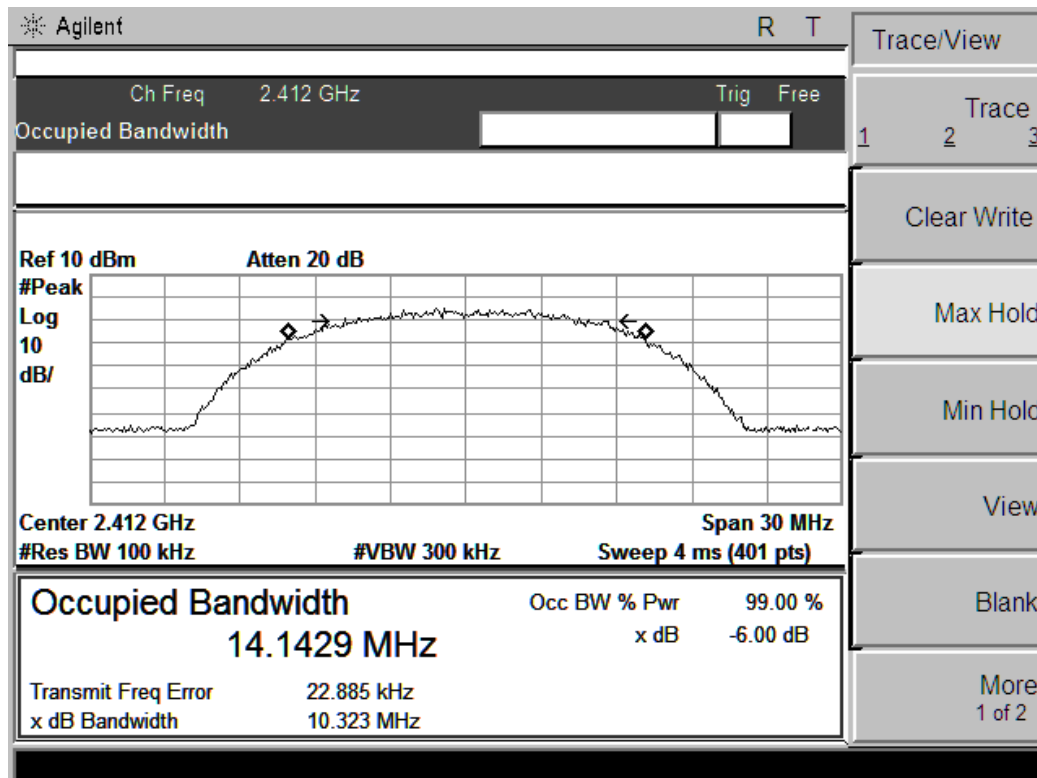 Agilent
R T
Trace/View
Ch Freq 2.412 GHz
Trig Free
Occupied Bandwidth
Trace
1 2 3
Clear Write
Max Hold
Min Hold
View
Blank
More
1 of 2
Ref 10 dBm
Atten 20 dB
#Peak
Log
10
dB/
Center 2.412 GHz
Span 30 MHz
#Res BW 100 kHz
#VBW 300 kHz
Sweep 4 ms (401 pts)
Occupied Bandwidth
14.1429 MHz
Occ BW % Pwr 99.00 %
x dB -6.00 dB
Transmit Freq Error 22.885 kHz
x dB Bandwidth 10.323 MHz